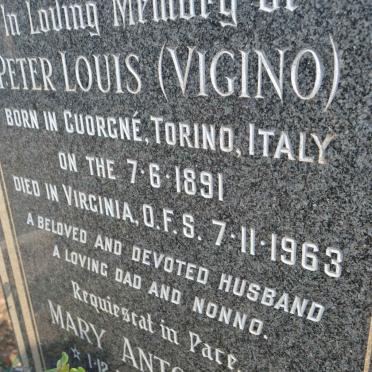 In Loving Memory of
PETER LOUIS (VIGINO)
BORN IN CUORGNÉ, TORINO, ITALY
ON THE 7·6·1891
DIED IN VIRGINIA, O.F.S. 7·11·1963
A BELOVED AND DEVOTED HUSBAND
A LOVING DAD AND NONNO.
Requiescat in Pace.
MARY